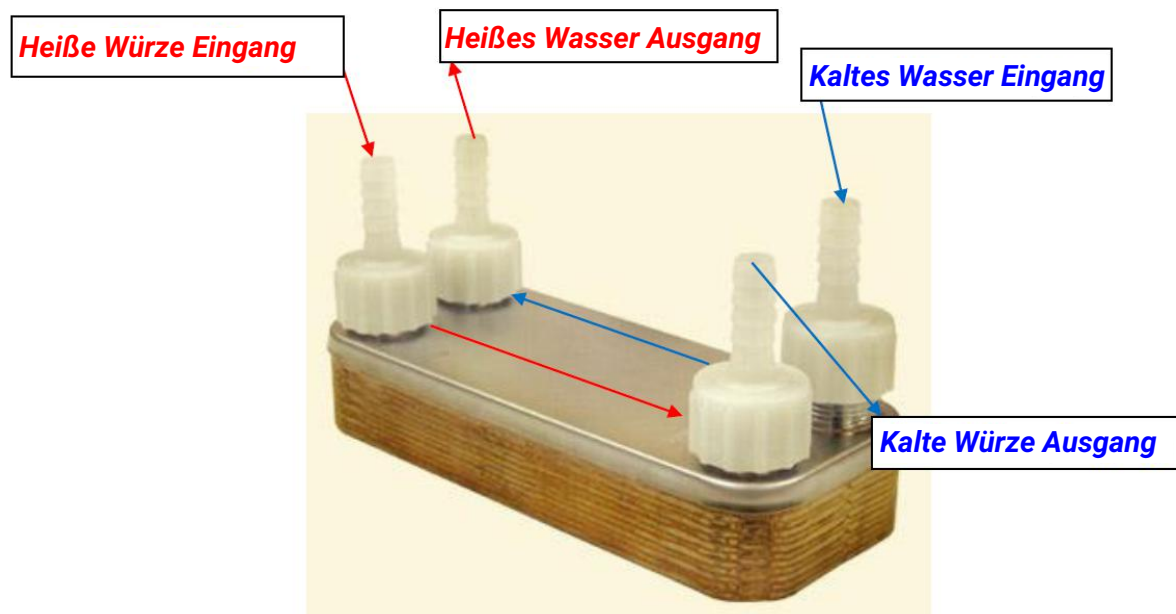 Heiße Würze Eingang
Heißes Wasser Ausgang
Kaltes Wasser Eingang
Kalte Würze Ausgang